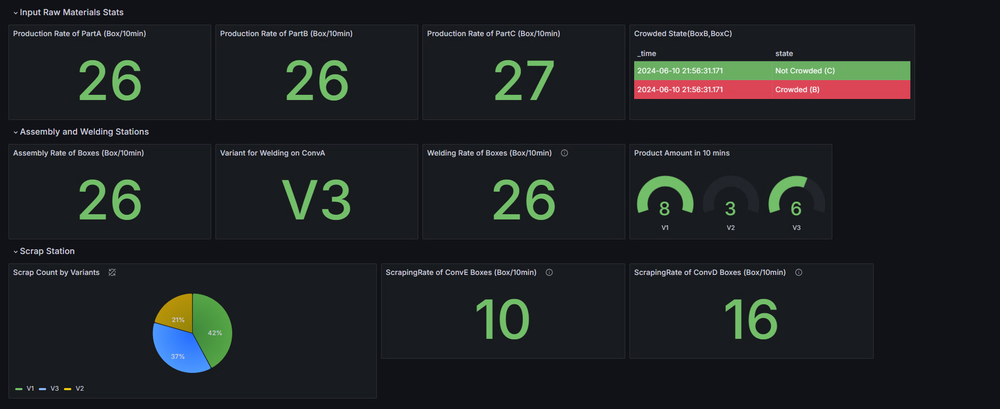 Input Raw Materials Stats
Production Rate of PartA (Box/10min)
26
Production Rate of PartB (Box/10min)
26
Production Rate of PartC (Box/10min)
27
Crowded State(BoxB,BoxC)
_time state
2024-06-10 21:56:31.171 Not Crowded (C)
2024-06-10 21:56:31.171 Crowded (B)
Assembly and Welding Stations
Assembly Rate of Boxes (Box/10min)
26
Variant for Welding on ConvA
V3
Welding Rate of Boxes (Box/10min)
26
Product Amount in 10 mins
8 3 6
V1 V2 V3
Scrap Station
Scrap Count by Variants
21%
42%
37%
V1 V3 V2
ScrapingRate of ConvE Boxes (Box/10min)
10
ScrapingRate of ConvD Boxes (Box/10min)
16